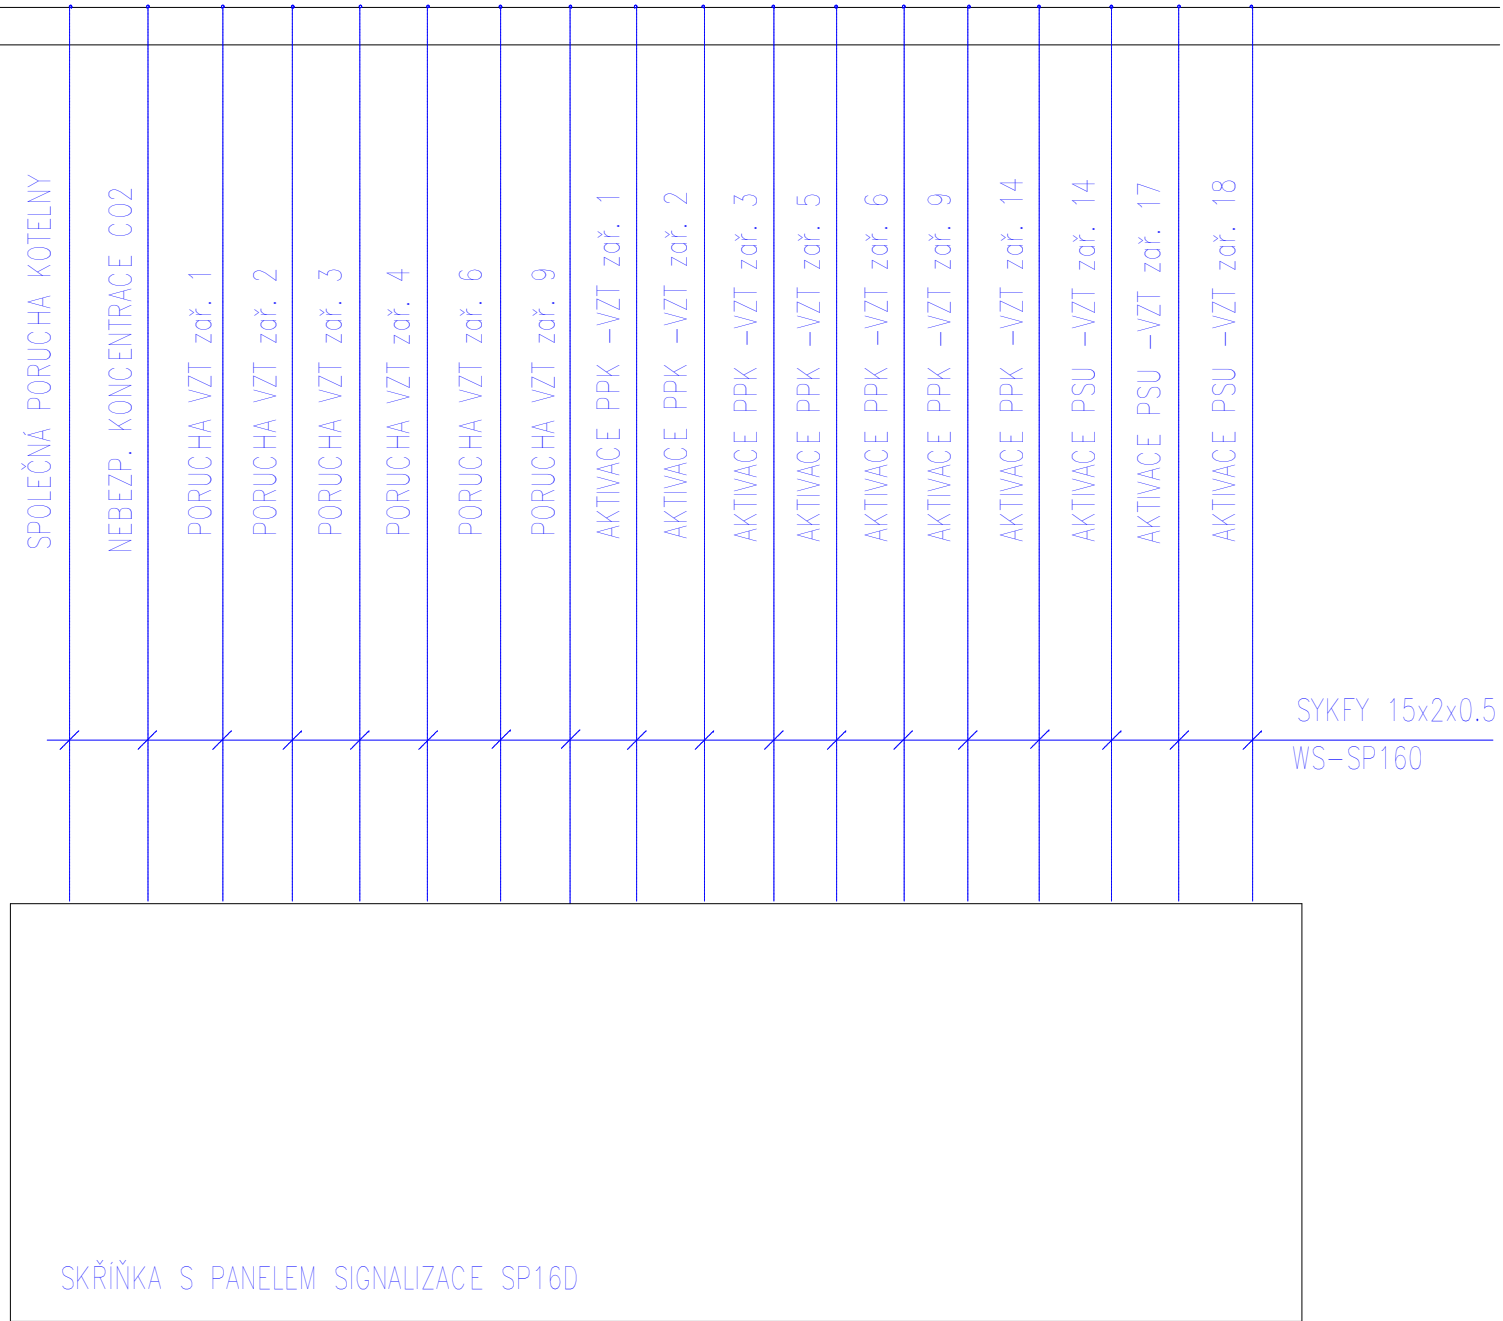 SPOLEČNÁ PORUCHA KOTELNY
NEBEZP. KONCENTRACE CO2
PORUCHA VZT zař. 1
PORUCHA VZT zař. 2
PORUCHA VZT zař. 3
PORUCHA VZT zař. 4
PORUCHA VZT zař. 6
PORUCHA VZT zař. 9
AKTIVACE PPK -VZT zař. 1
AKTIVACE PPK -VZT zař. 2
AKTIVACE PPK -VZT zař. 3
AKTIVACE PPK -VZT zař. 5
AKTIVACE PPK -VZT zař. 6
AKTIVACE PPK -VZT zař. 9
AKTIVACE PPK -VZT zař. 14
AKTIVACE PSU -VZT zař. 14
AKTIVACE PSU -VZT zař. 17
AKTIVACE PSU -VZT zař. 18
SYKFY 15x2x0.5
WS-SP160
SKŘÍŇKA S PANELEM SIGNALIZACE SP16D